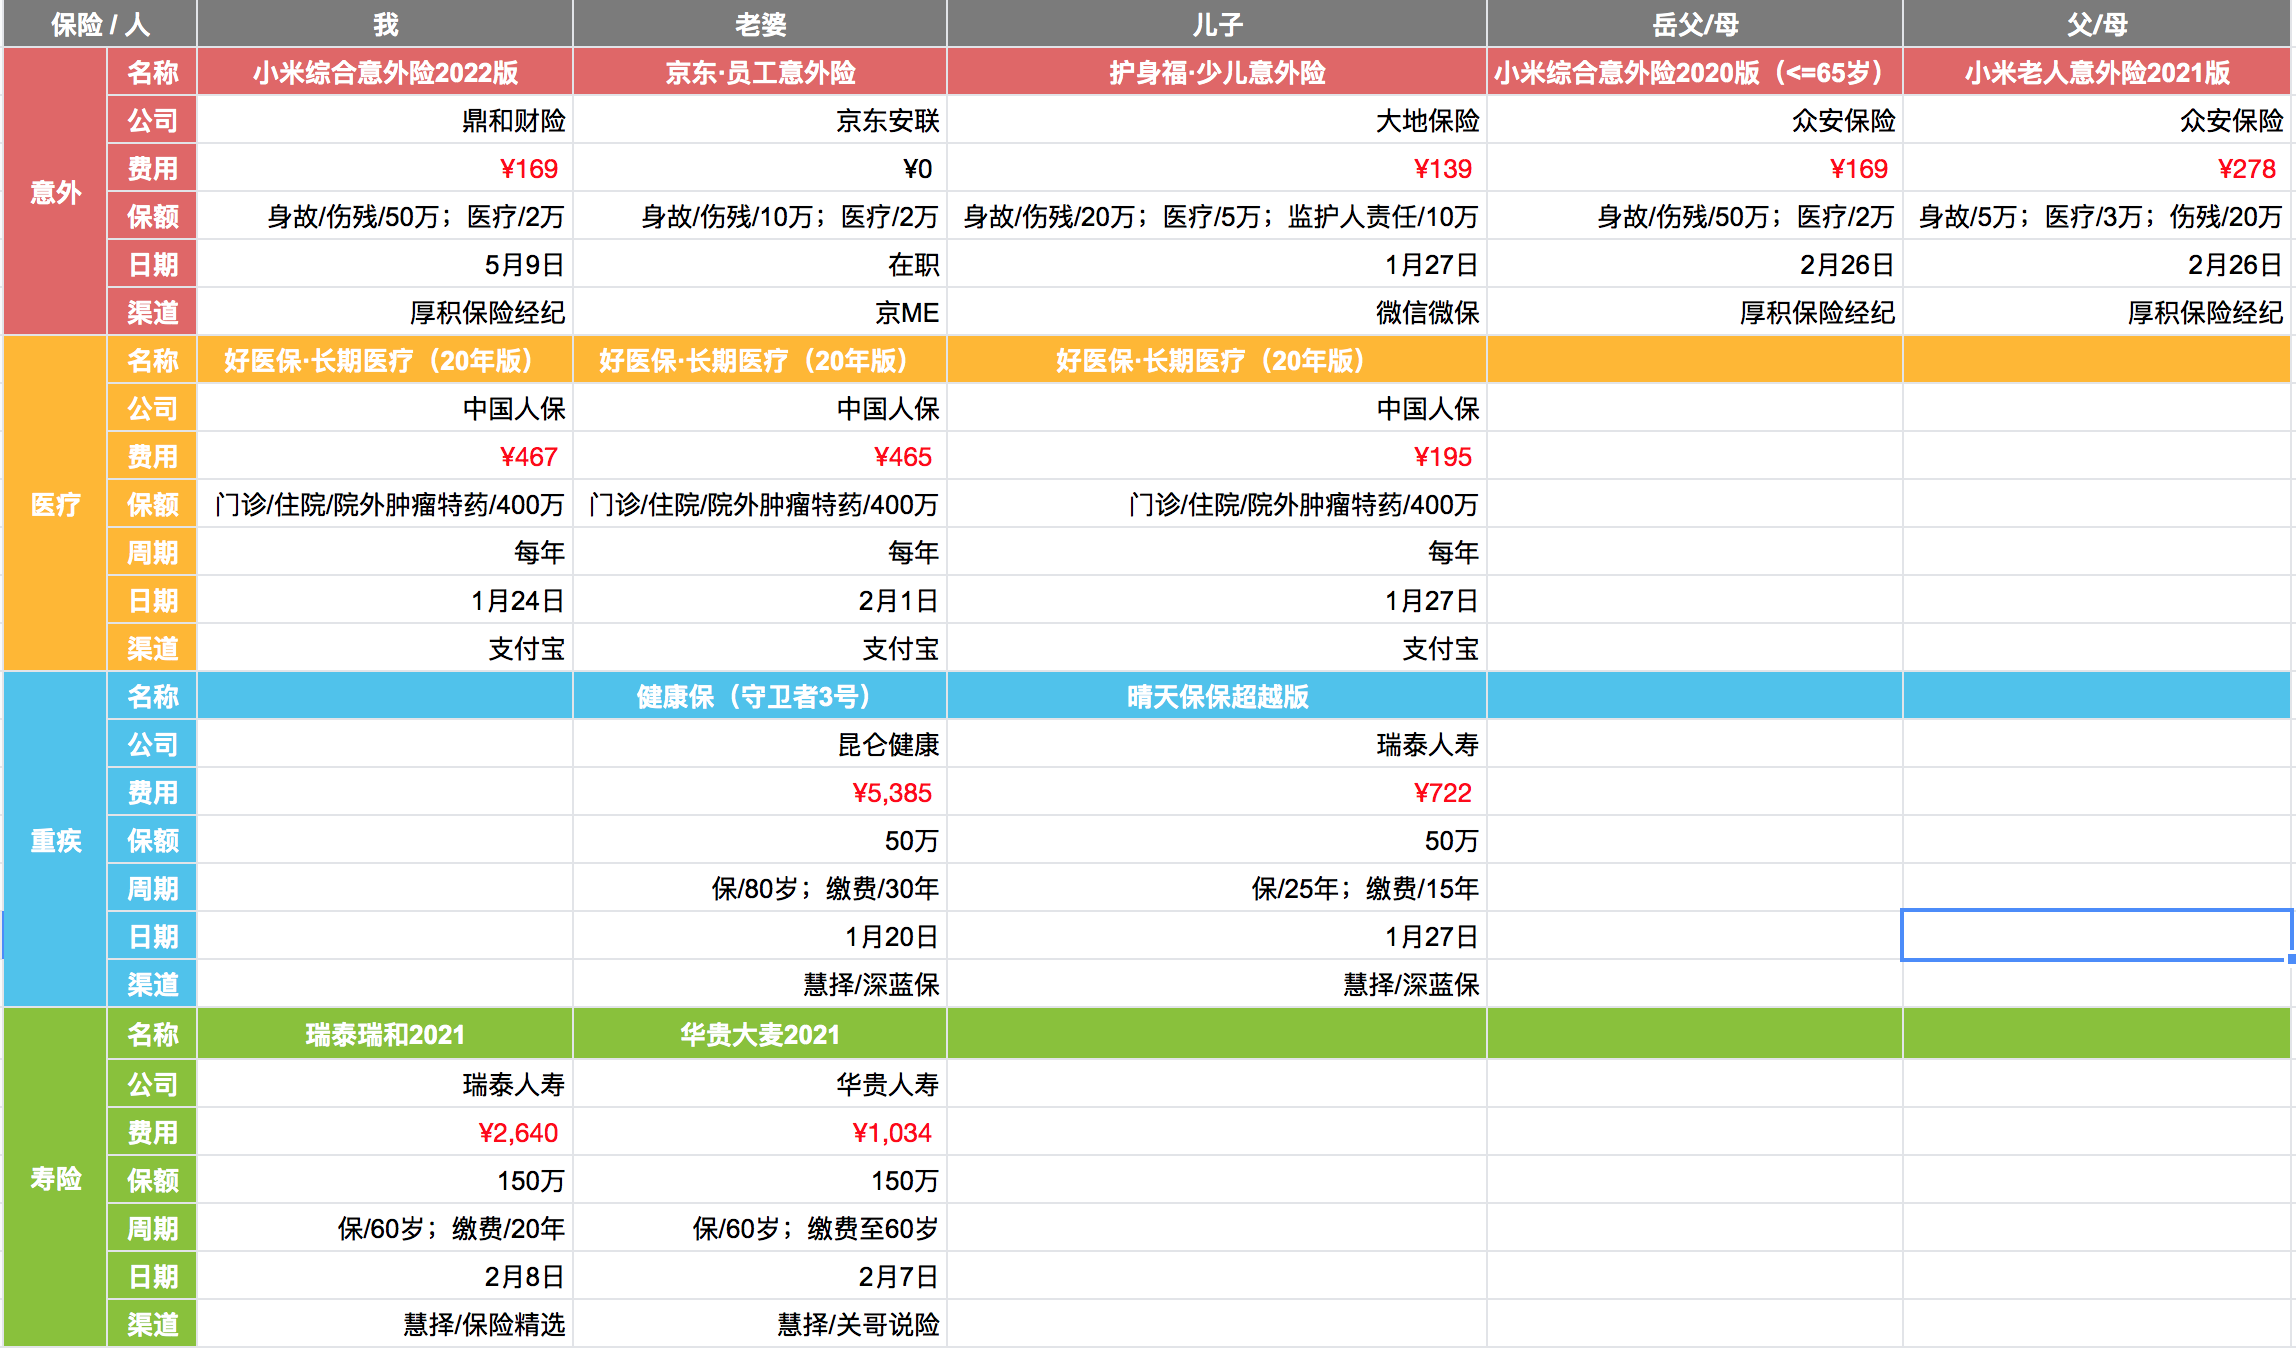 保险 / 人 我 老婆 儿子 岳父/母 父/母
意外 名称 小米综合意外险2022版 京东·员工意外险 护身福·少儿意外险 小米综合意外险2020版（<=65岁） 小米老人意外险2021版
公司 鼎和财险 京东安联 大地保险 众安保险 众安保险
费用 ¥169 ¥0 ¥139 ¥169 ¥278
保额 身故/伤残/50万；医疗/2万 身故/伤残/10万；医疗/2万 身故/伤残/20万；医疗/5万；监护人责任/10万 身故/伤残/50万；医疗/2万 身故/5万；医疗/3万；伤残/20万
日期 5月9日 在职 1月27日 2月26日 2月26日
渠道 厚积保险经纪 京ME 微信微保 厚积保险经纪 厚积保险经纪
医疗 名称 好医保·长期医疗（20年版） 好医保·长期医疗（20年版） 好医保·长期医疗（20年版）
公司 中国人保 中国人保 中国人保
费用 ¥467 ¥465 ¥195
保额 门诊/住院/院外肿瘤特药/400万 门诊/住院/院外肿瘤特药/400万 门诊/住院/院外肿瘤特药/400万
周期 每年 每年 每年
日期 1月24日 2月1日 1月27日
渠道 支付宝 支付宝 支付宝
重疾 名称 健康保（守卫者3号） 晴天保保超越版
公司 昆仑健康 瑞泰人寿
费用 ¥5,385 ¥722
保额 50万 50万
周期 保/80岁；缴费/30年 保/25年；缴费/15年
日期 1月20日 1月27日
渠道 慧择/深蓝保 慧择/深蓝保
寿险 名称 瑞泰瑞和2021 华贵大麦2021
公司 瑞泰人寿 华贵人寿
费用 ¥2,640 ¥1,034
保额 150万 150万
周期 保/60岁；缴费/20年 保/60岁；缴费至60岁
日期 2月8日 2月7日
渠道 慧择/保险精选 慧择/关哥说险